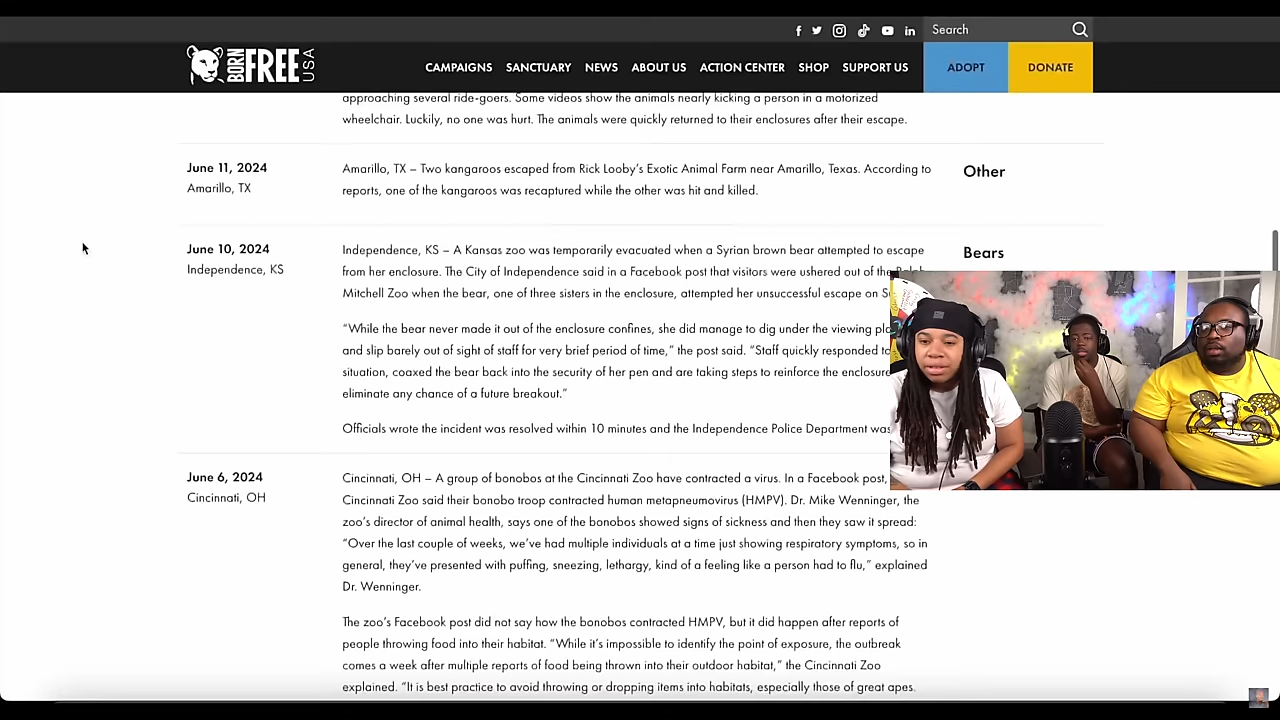 Search
BORN FREE USA
CAMPAIGNS SANCTUARY NEWS ABOUT US ACTION CENTER SHOP SUPPORT US ADOPT DONATE
approaching several ride-goers. Some videos show the animals nearly kicking a person in a motorized
wheelchair. Luckily, no one was hurt. The animals were quickly returned to their enclosures after their escape.
June 11, 2024
Amarillo, TX
Amarillo, TX – Two kangaroos escaped from Rick Looby's Exotic Animal Farm near Amarillo, Texas. According to
reports, one of the kangaroos was recaptured while the other was hit and killed.
Other
June 10, 2024
Independence, KS
Independence, KS – A Kansas zoo was temporarily evacuated when a Syrian brown bear attempted to escape
from her enclosure. The City of Independence said in a Facebook post that visitors were ushered out of the
Mitchell Zoo when the bear, one of three sisters in the enclosure, attempted her unsuccessful escape on
Bears
“While the bear never made it out of the enclosure confines, she did manage to dig under the viewing
and slip barely out of sight of staff for very brief period of time,” the post said. “Staff quickly responded
situation, coaxed the bear back into the security of her pen and are taking steps to reinforce the enclosure
eliminate any chance of a future breakout.”
Officials wrote the incident was resolved within 10 minutes and the Independence Police Department was
June 6, 2024
Cincinnati, OH
Cincinnati, OH – A group of bonobos at the Cincinnati Zoo have contracted a virus. In a Facebook post,
Cincinnati Zoo said their bonobo troop contracted human metapneumovirus (HMPV). Dr. Mike Wenninger, the
zoo's director of animal health, says one of the bonobos showed signs of sickness and then they saw it spread:
“Over the last couple of weeks, we've had multiple individuals at a time just showing respiratory symptoms, so in
general, they've presented with puffing, sneezing, lethargy, kind of a feeling like a person had to flu,” explained
Dr. Wenninger.
The zoo's Facebook post did not say how the bonobos contracted HMPV, but it did happen after reports of
people throwing food into their habitat. “While it's impossible to identify the point of exposure, the outbreak
comes a week after multiple reports of food being thrown into their outdoor habitat,” the Cincinnati Zoo
explained. “It is best practice to avoid throwing or dropping items into habitats, especially those of great apes.